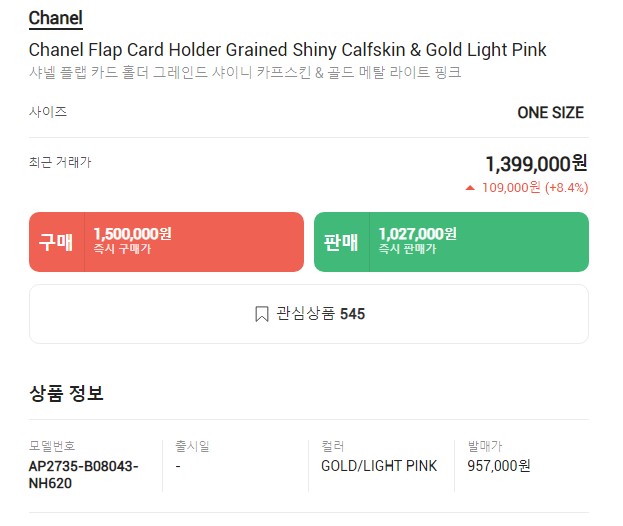 Chanel
Chanel Flap Card Holder Grained Shiny Calfskin & Gold Light Pink
샤넬 플랩 카드 홀더 그레인드 샤이니 카프스킨 & 골드 메탈 라이트 핑크
사이즈
ONE SIZE
최근 거래가
1,399,000원
▲ 109,000원 (+8.4%)
구매
1,500,000원
즉시 구매가
판매
1,027,000원
즉시 판매가
관심상품 545
상품 정보
모델번호
AP2735-B08043-
NH620
출시일
-
컬러
GOLD/LIGHT PINK
발매가
957,000원